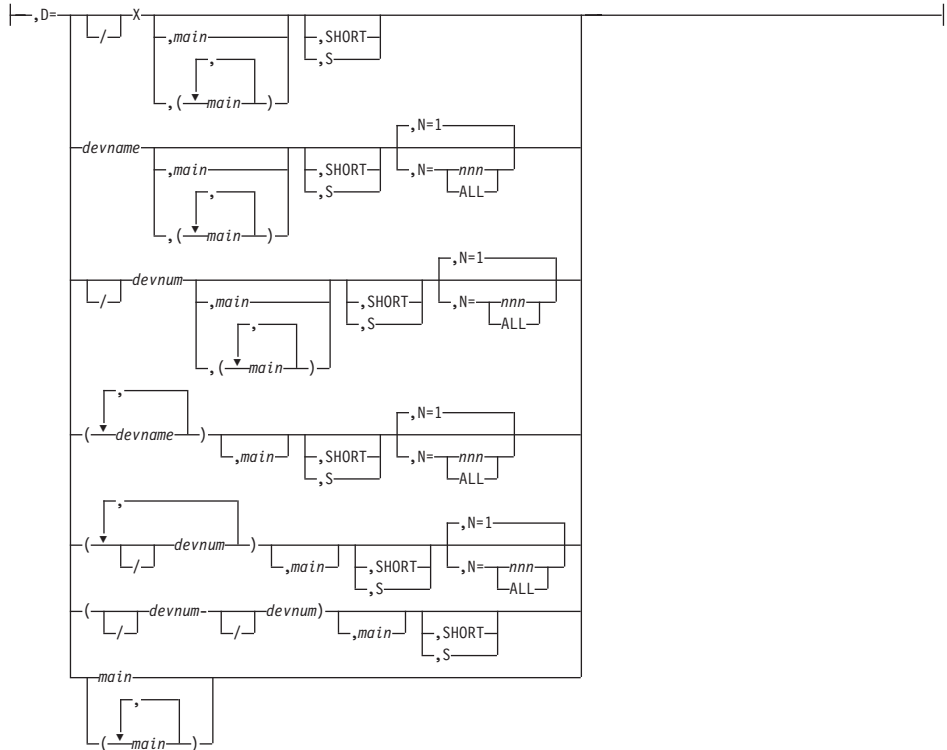 ,D= / X ,main ,SHORT
,S
,
,( main )
,N=1
devname ,main ,SHORT ,N= nnn
,S ALL
,
,( main )
,N=1
/ devnum ,main ,SHORT ,N= nnn
,S ALL
,
,( main )
, ,N=1
( devname ) ,main ,SHORT ,N= nnn
,S ALL
, ,N=1
( / devnum ) ,main ,SHORT ,N= nnn
,S ALL
( / devnum- / devnum) ,main ,SHORT
,S
main
,
( main )